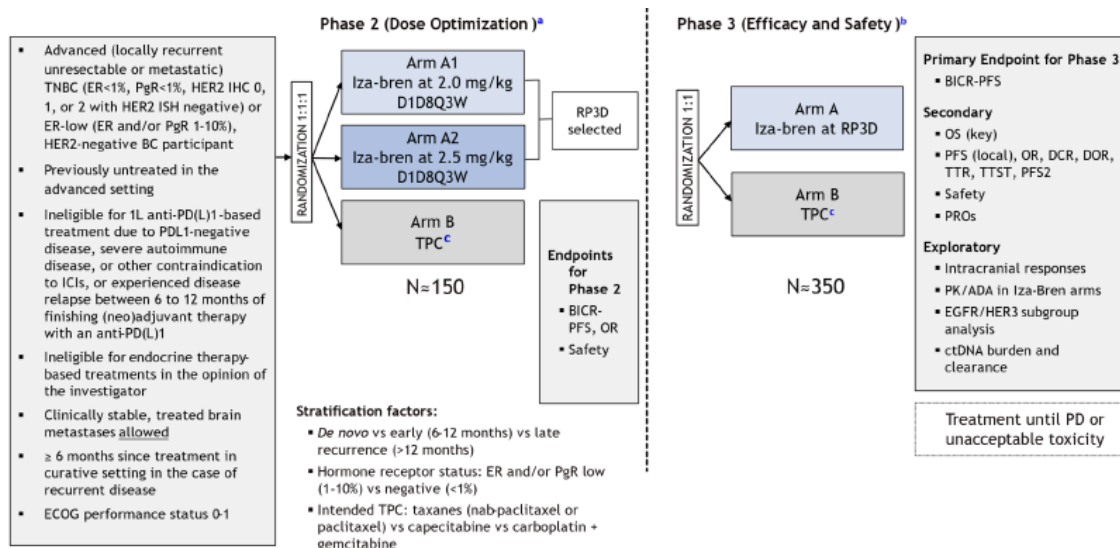 Phase 2 (Dose Optimization )a
Phase 3 (Efficacy and Safety)b
▪ Advanced (locally recurrent
unresectable or metastatic)
TNBC (ER<1%, PgR<1%, HER2 IHC 0,
1, or 2 with HER2 ISH negative) or
ER-low (ER and/or PgR 1-10%),
HER2-negative BC participant
▪ Previously untreated in the
advanced setting
▪ Ineligible for 1L anti-PD(L)1-based
treatment due to PDL1-negative
disease, severe autoimmune
disease, or other contraindication
to ICIs, or experienced disease
relapse between 6 to 12 months of
finishing (neo)adjuvant therapy
with an anti-PD(L)1
▪ Ineligible for endocrine therapy-
based treatments in the opinion of
the investigator
▪ Clinically stable, treated brain
metastases allowed
▪ ≥ 6 months since treatment in
curative setting in the case of
recurrent disease
▪ ECOG performance status 0-1
RANDOMIZATION 1:1:1
Arm A1
Iza-bren at 2.0 mg/kg
D1D8Q3W
Arm A2
Iza-bren at 2.5 mg/kg
D1D8Q3W
Arm B
TPCc
N≈150
RP3D
selected
Endpoints
for
Phase 2
▪ BICR-
PFS, OR
▪ Safety
Stratification factors:
▪ De novo vs early (6-12 months) vs late
recurrence (>12 months)
▪ Hormone receptor status: ER and/or PgR low
(1-10%) vs negative (<1%)
▪ Intended TPC: taxanes (nab-paclitaxel or
paclitaxel) vs capecitabine vs carboplatin +
gemcitabine
RANDOMIZATION 1:1
Arm A
Iza-bren at RP3D
Arm B
TPCc
N≈350
Primary Endpoint for Phase 3
▪ BICR-PFS
Secondary
▪ OS (key)
▪ PFS (local), OR, DCR, DOR,
TTR, TTST, PFS2
▪ Safety
▪ PROs
Exploratory
▪ Intracranial responses
▪ PK/ADA in Iza-Bren arms
▪ EGFR/HER3 subgroup
analysis
▪ ctDNA burden and
clearance
Treatment until PD or
unacceptable toxicity